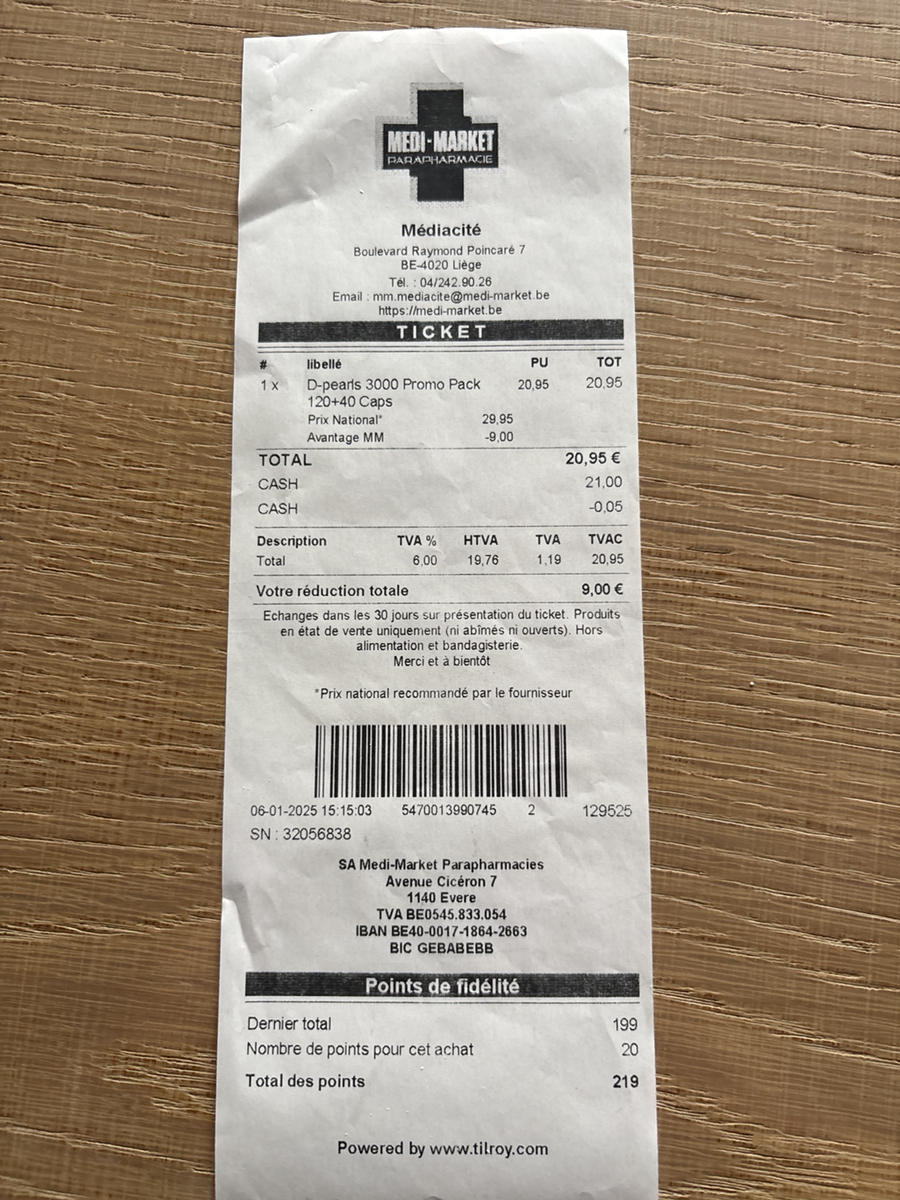 MEDI-MARKET
PARAPHARMACIE
Médiacité
Boulevard Raymond Poincaré 7
BE-4020 Liège
Tél. : 04/242.90.26
Email : mm.mediacite@medi-market.be
https://medi-market.be
TICKET
# libellé PU TOT
1 x D-pearls 3000 Promo Pack 20,95 20,95
120+40 Caps
Prix National* 29,95
Avantage MM -9,00
TOTAL 20,95 €
CASH 21,00
CASH -0,05
Description TVA % HTVA TVA TVAC
Total 6,00 19,76 1,19 20,95
Votre réduction totale 9,00 €
Echanges dans les 30 jours sur présentation du ticket. Produits
en état de vente uniquement (ni abîmés ni ouverts). Hors
alimentation et bandagisterie.
Merci et à bientôt
*Prix national recommandé par le fournisseur
06-01-2025 15:15:03 5470013990745 2 129525
SN : 32056838
SA Medi-Market Parapharmacies
Avenue Cicéron 7
1140 Evere
TVA BE0545.833.054
IBAN BE40-0017-1864-2663
BIC GEBABEBB
Points de fidélité
Dernier total 199
Nombre de points pour cet achat 20
Total des points 219
Powered by www.tilroy.com